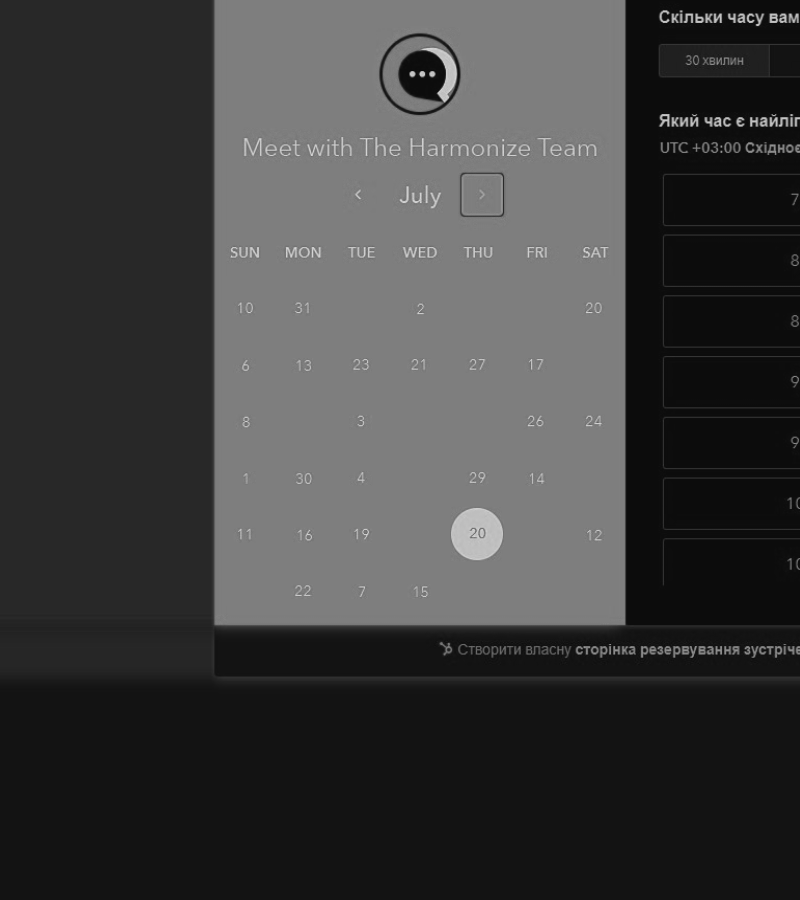 Meet with The Harmonize Team
July
SUN MON TUE WED THU FRI SAT
10 31 2 20
6 13 23 21 27 17
8 3 26 24
1 30 4 29 14
11 16 19 20 12
22 7 15
Скільки часу вам
30 хвилин
Який час є
UTC +03:00
7
8
8
9
9
10
10
Створити власну сторінка резервування